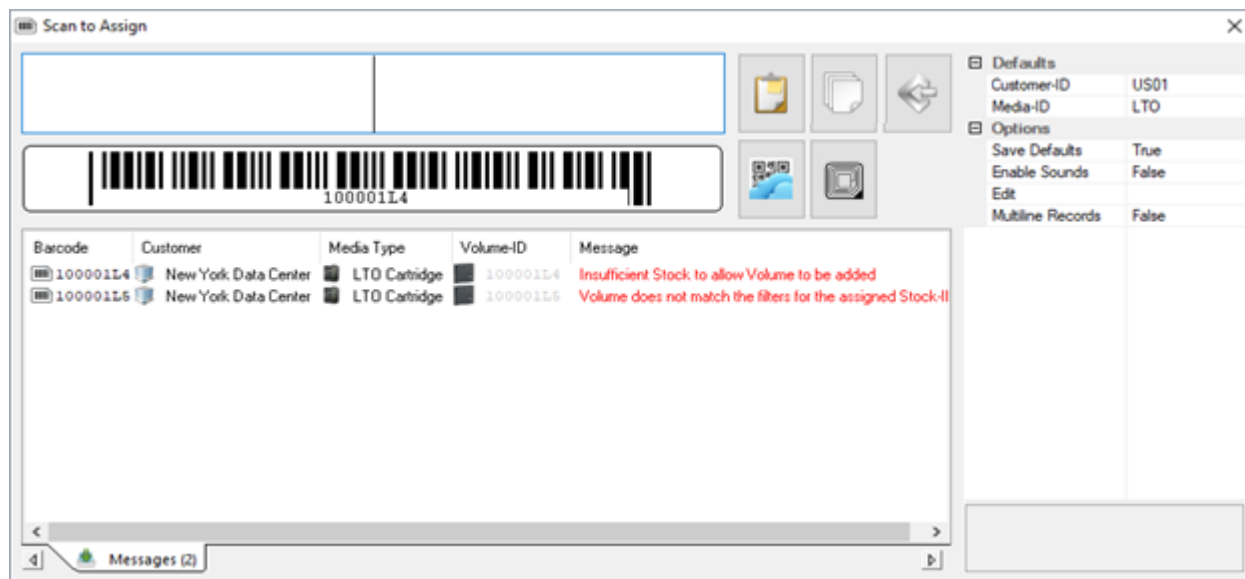 Scan to Assign
Defaults
Customer-ID US01
Media-ID LTO
Options
Save Defaults True
Enable Sounds False
Edit
Multiline Records False
100001L4
Barcode Customer Media Type Volume-ID Message
100001L4 New York Data Center LTO Cartridge 100001L4 Insufficient Stock to allow Volume to be added
100001L5 New York Data Center LTO Cartridge 100001L5 Volume does not match the filters for the assigned Stock-I
Messages (2)